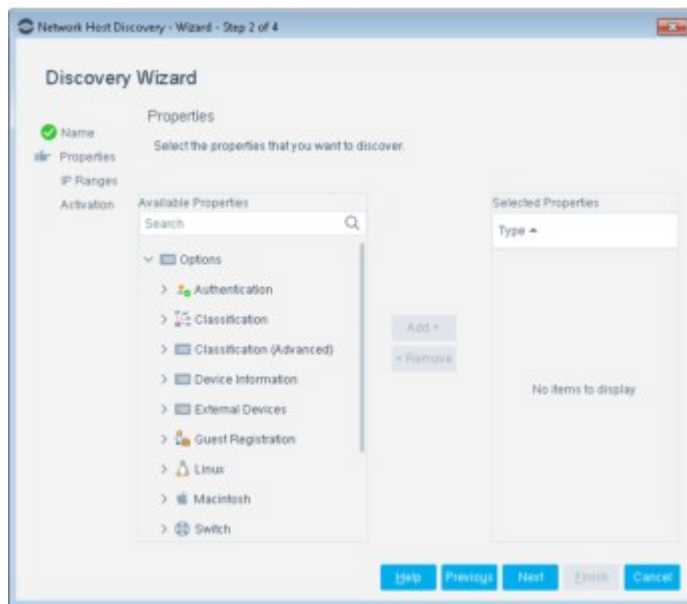 Network Host Discovery - Wizard - Step 2 of 4
Discovery Wizard
Name
Properties
IP Ranges
Activation
Properties
Select the properties that you want to discover.
Available Properties
Search
Options
Authentication
Classification
Classification (Advanced)
Device Information
External Devices
Guest Registration
Linux
Macintosh
Switch
Add
Remove
Selected Properties
Type
No items to display
Help
Previous
Next
Finish
Cancel